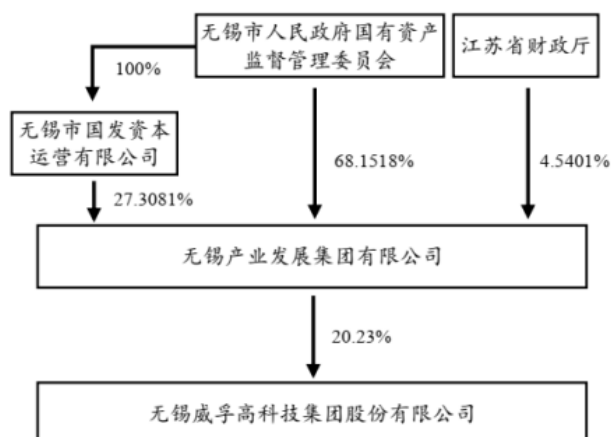 无锡市人民政府国有资产
监督管理委员会
江苏省财政厅
100%
无锡市国发资本
运营有限公司
68.1518%
4.5401%
27.3081%
无锡产业发展集团有限公司
20.23%
无锡威孚高科技集团股份有限公司